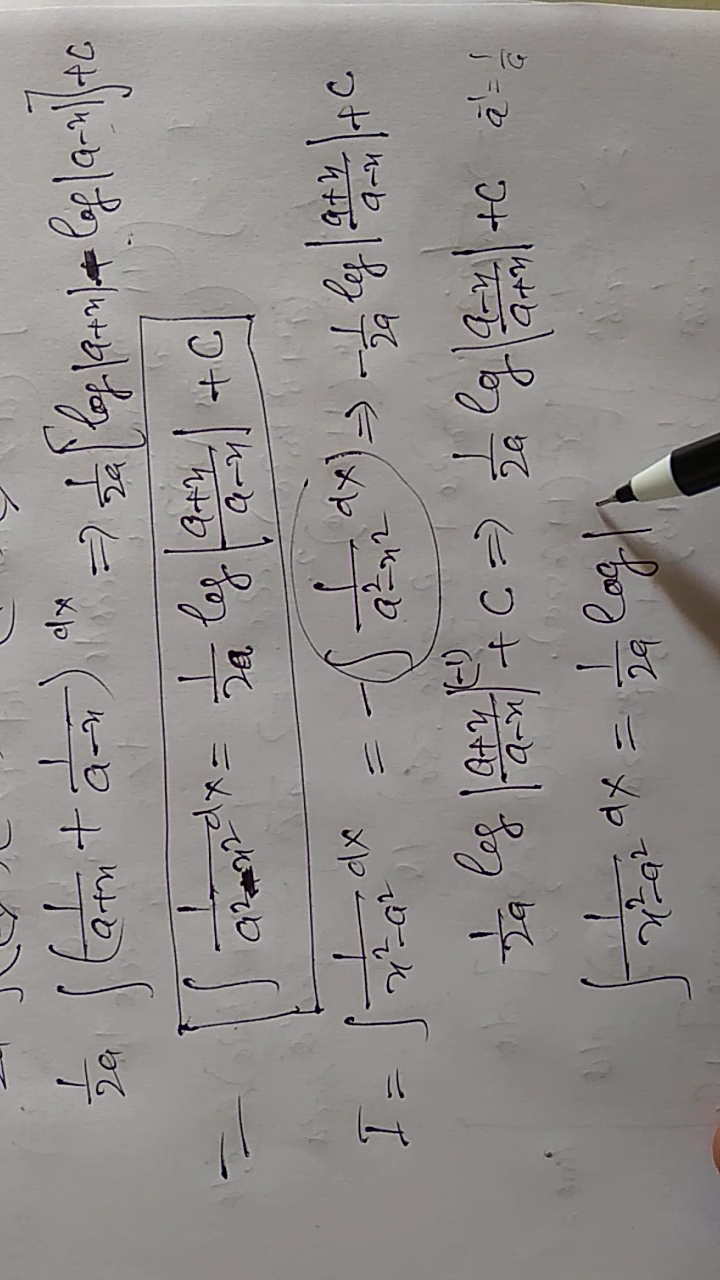 1/2a ∫ (1/(a+x) + 1/(a-x)) dx ⇒ 1/2a [log|a+x| - log|a-x|] + C
= ∫ 1/(a²-x²) dx = 1/2a log |(a+x)/(a-x)| + C
I = ∫ 1/(x²-a²) dx = -∫ 1/(a²-x²) dx ⇒ -1/2a log |(a+x)/(a-x)| + C
1/2a log |(a+x)/(a-x)|^(-1) + C ⇒ 1/2a log |(a-x)/(a+x)| + C a⁻¹ = 1/a
∫ 1/(x²-a²) dx = 1/2a log |